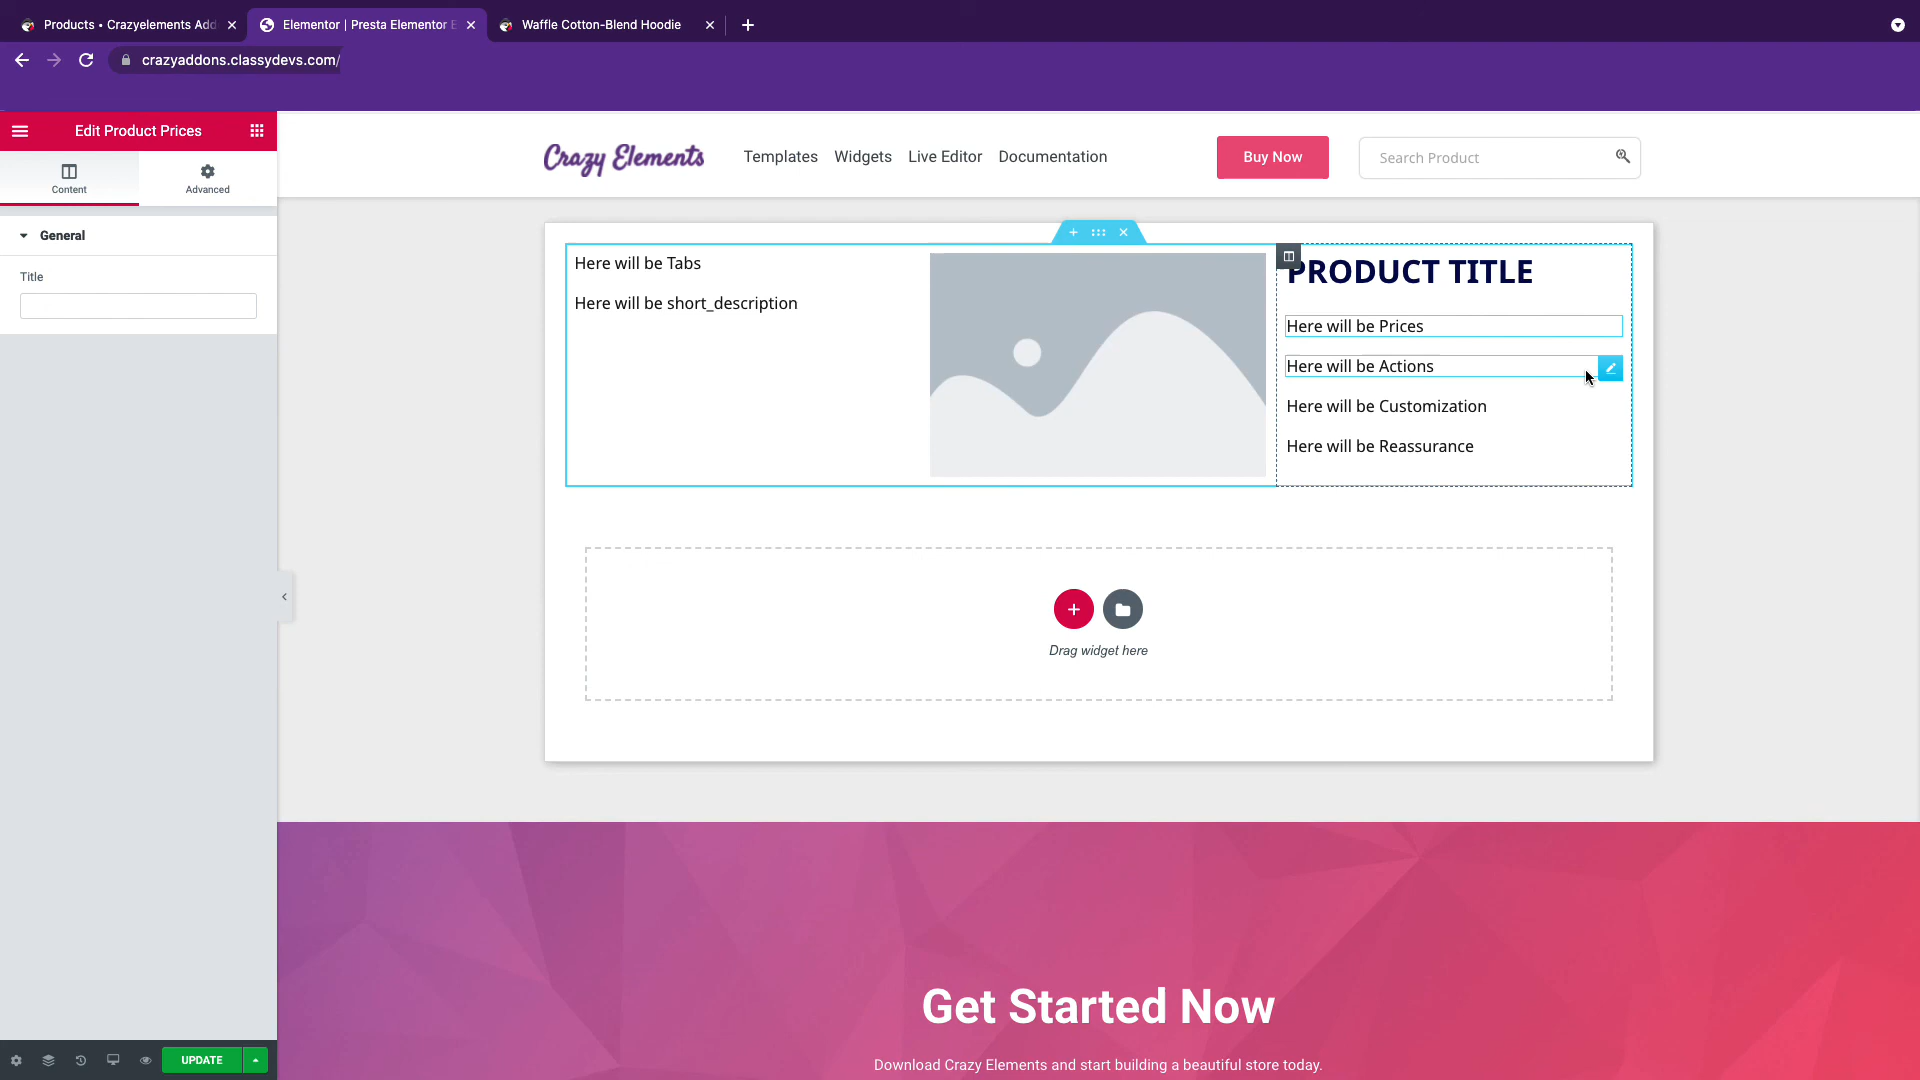 Products • Crazyelements Add
Elementor | Presta Elementor E
Waffle Cotton-Blend Hoodie
crazyaddons.classydevs.com/
Edit Product Prices
Content
Advanced
General
Title
UPDATE
Crazy Elements
Templates
Widgets
Live Editor
Documentation
Buy Now
Search Product
Here will be Tabs
Here will be short_description
PRODUCT TITLE
Here will be Prices
Here will be Actions
Here will be Customization
Here will be Reassurance
Drag widget here
Get Started Now
Download Crazy Elements and start building a beautiful store today.